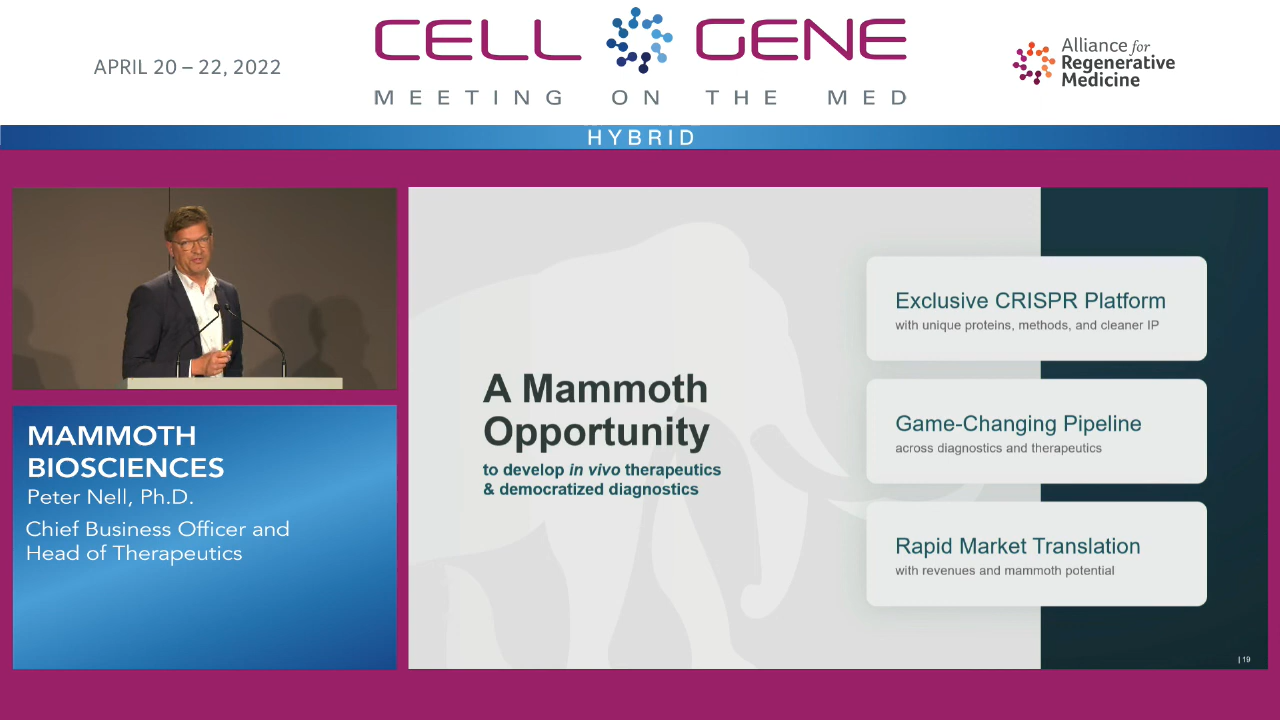 CELL GENE
APRIL 20 – 22, 2022
MEETING ON THE MED
Alliance for
Regenerative
Medicine
HYBRID
MAMMOTH
BIOSCIENCES
Peter Nell, Ph.D.
Chief Business Officer and
Head of Therapeutics
A Mammoth
Opportunity
to develop in vivo therapeutics
& democratized diagnostics
Exclusive CRISPR Platform
with unique proteins, methods, and cleaner IP
Game-Changing Pipeline
across diagnostics and therapeutics
Rapid Market Translation
with revenues and mammoth potential
| 19